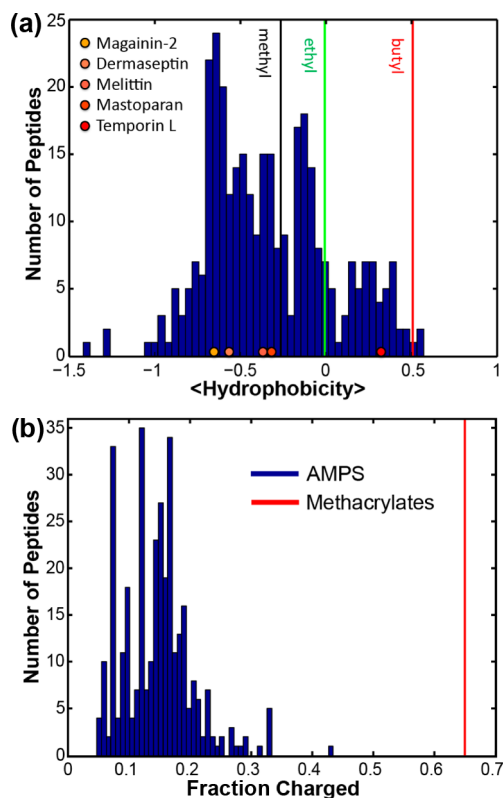 (a)
25
20
15
10
5
0
Number of Peptides
Magainin-2
Dermaseptin
Melittin
Mastoparan
Temporin L
methyl
ethyl
butyl
−1.5
−1
−0.5
0
0.5
1
<Hydrophobicity>
(b)
35
30
25
20
15
10
5
0
Number of Peptides
AMPS
Methacrylates
0
0.1
0.2
0.3
0.4
0.5
0.6
0.7
Fraction Charged